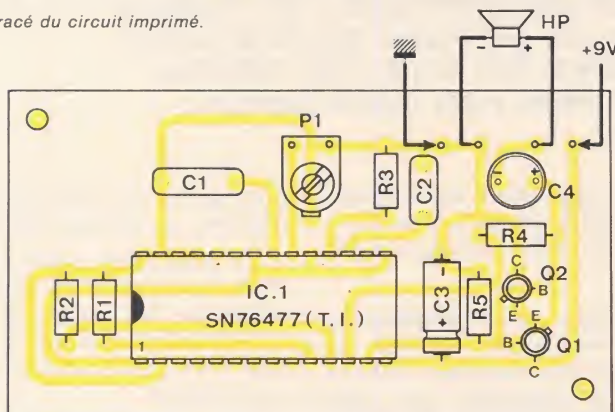 racé du circuit imprimé.
HP
- +
+9V
P1
C1
R3
C2
- +
C4
R4
R2
R1
IC.1
SN76477 (T.I.)
1
-
C3
+
R5
C
Q2
B
E
E
Q1
B
C